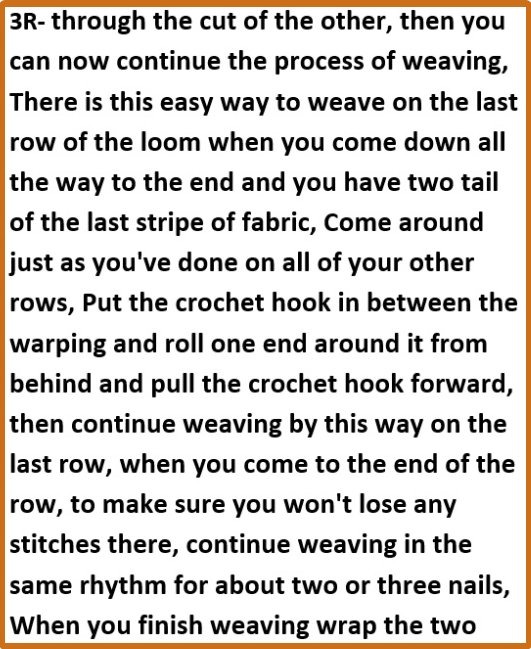 3R- through the cut of the other, then you
can now continue the process of weaving,
There is this easy way to weave on the last
row of the loom when you come down all
the way to the end and you have two tail
of the last stripe of fabric, Come around
just as you've done on all of your other
rows, Put the crochet hook in between the
warping and roll one end around it from
behind and pull the crochet hook forward,
then continue weaving by this way on the
last row, when you come to the end of the
row, to make sure you won't lose any
stitches there, continue weaving in the
same rhythm for about two or three nails,
When you finish weaving wrap the two